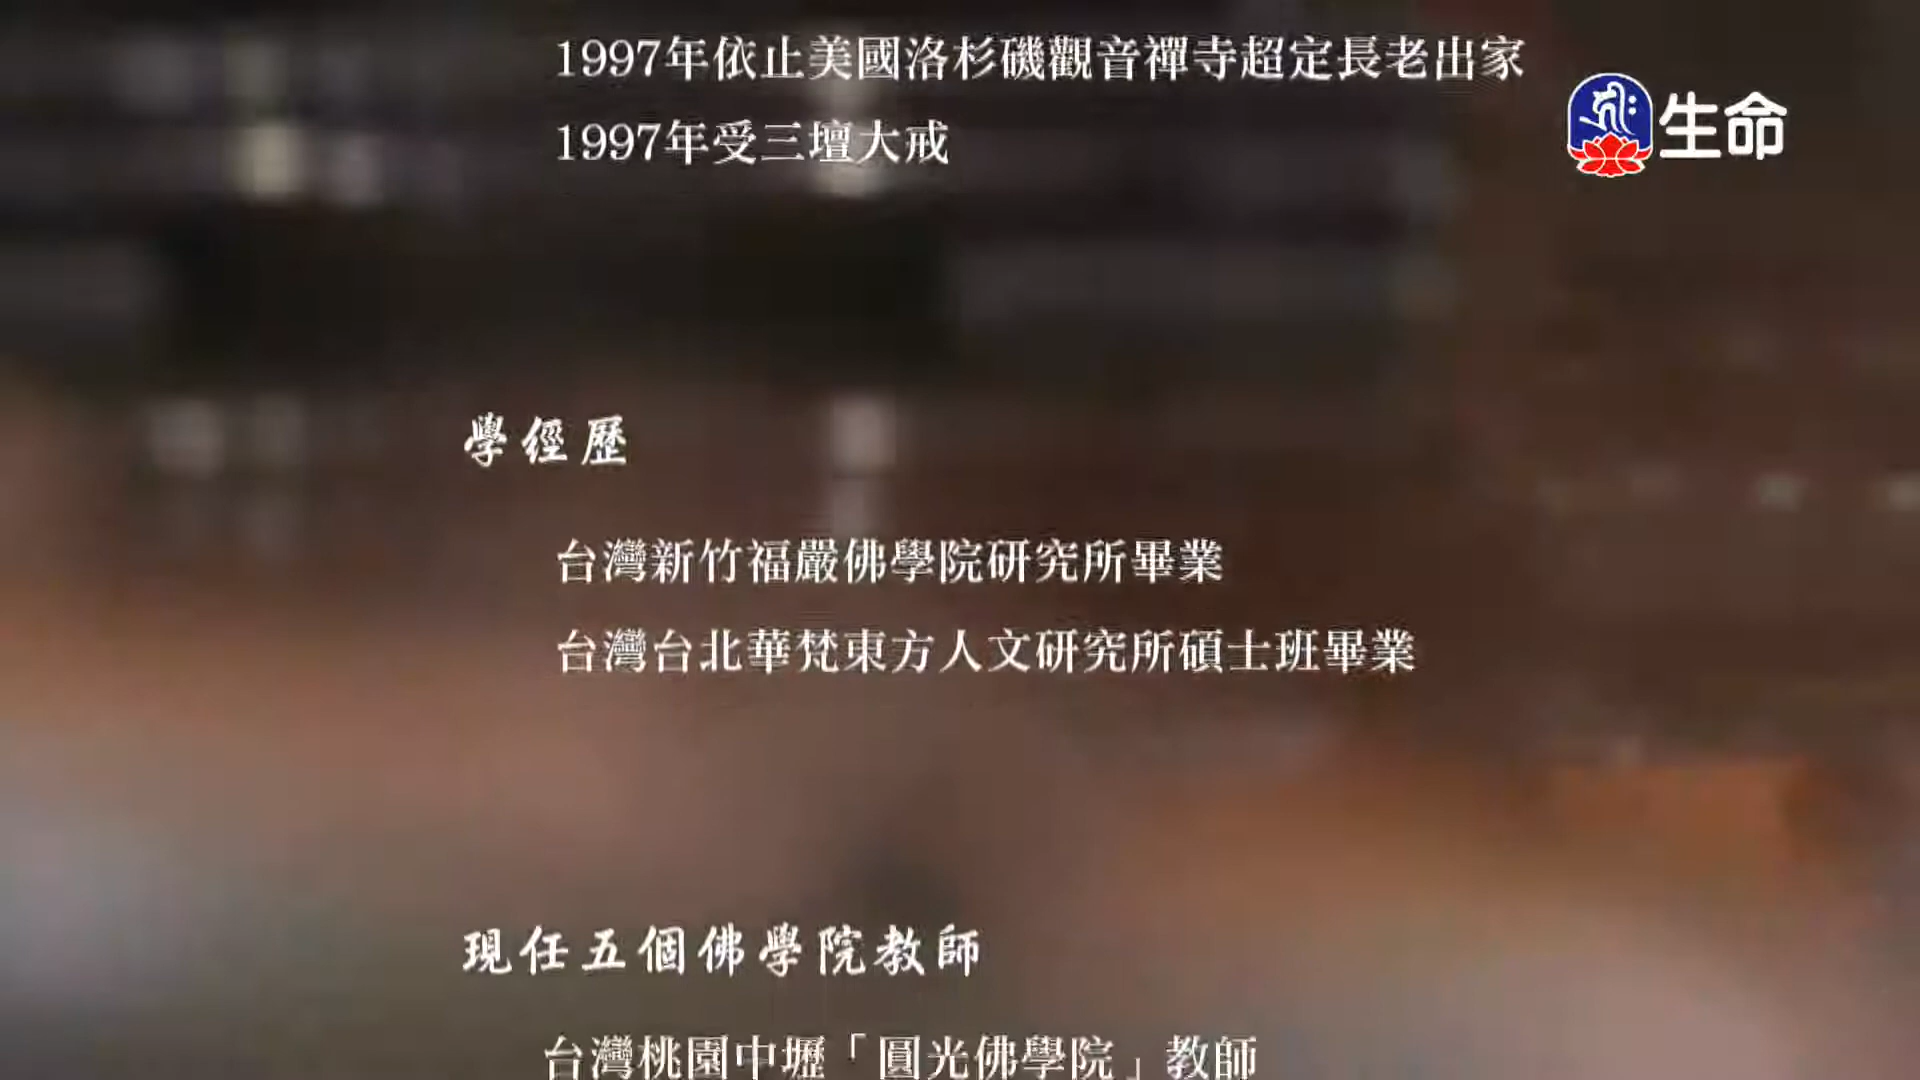 1997年依止美國洛杉磯觀音禪寺超定長老出家
1997年受三壇大戒
生命
學經歷
台灣新竹福嚴佛學院研究所畢業
台灣台北華梵東方人文研究所碩士班畢業
現任五個佛學院教師
台灣桃園中壢「圓光佛學院」教師